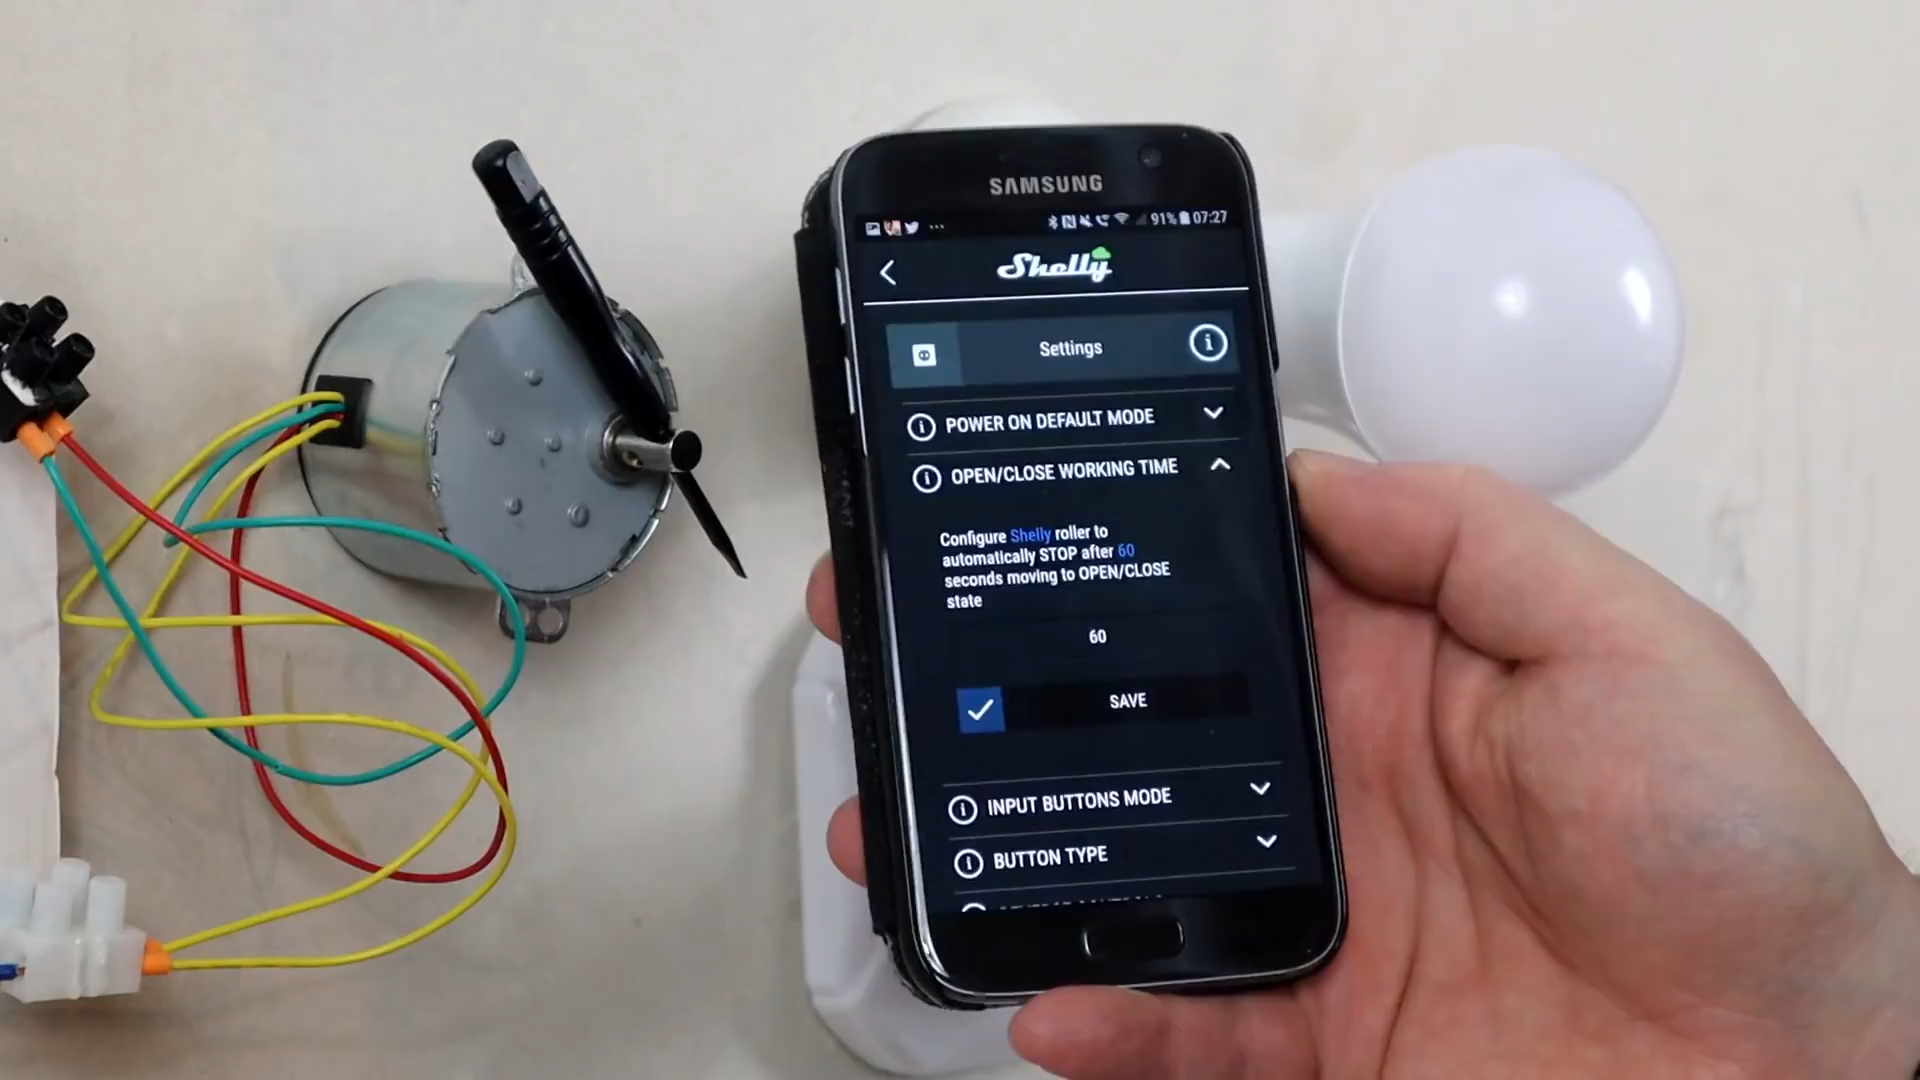 SAMSUNG
91% 07:27
Shelly
Settings
POWER ON DEFAULT MODE
OPEN/CLOSE WORKING TIME
Configure Shelly roller to
automatically STOP after 60
seconds moving to OPEN/CLOSE
state
60
SAVE
INPUT BUTTONS MODE
BUTTON TYPE